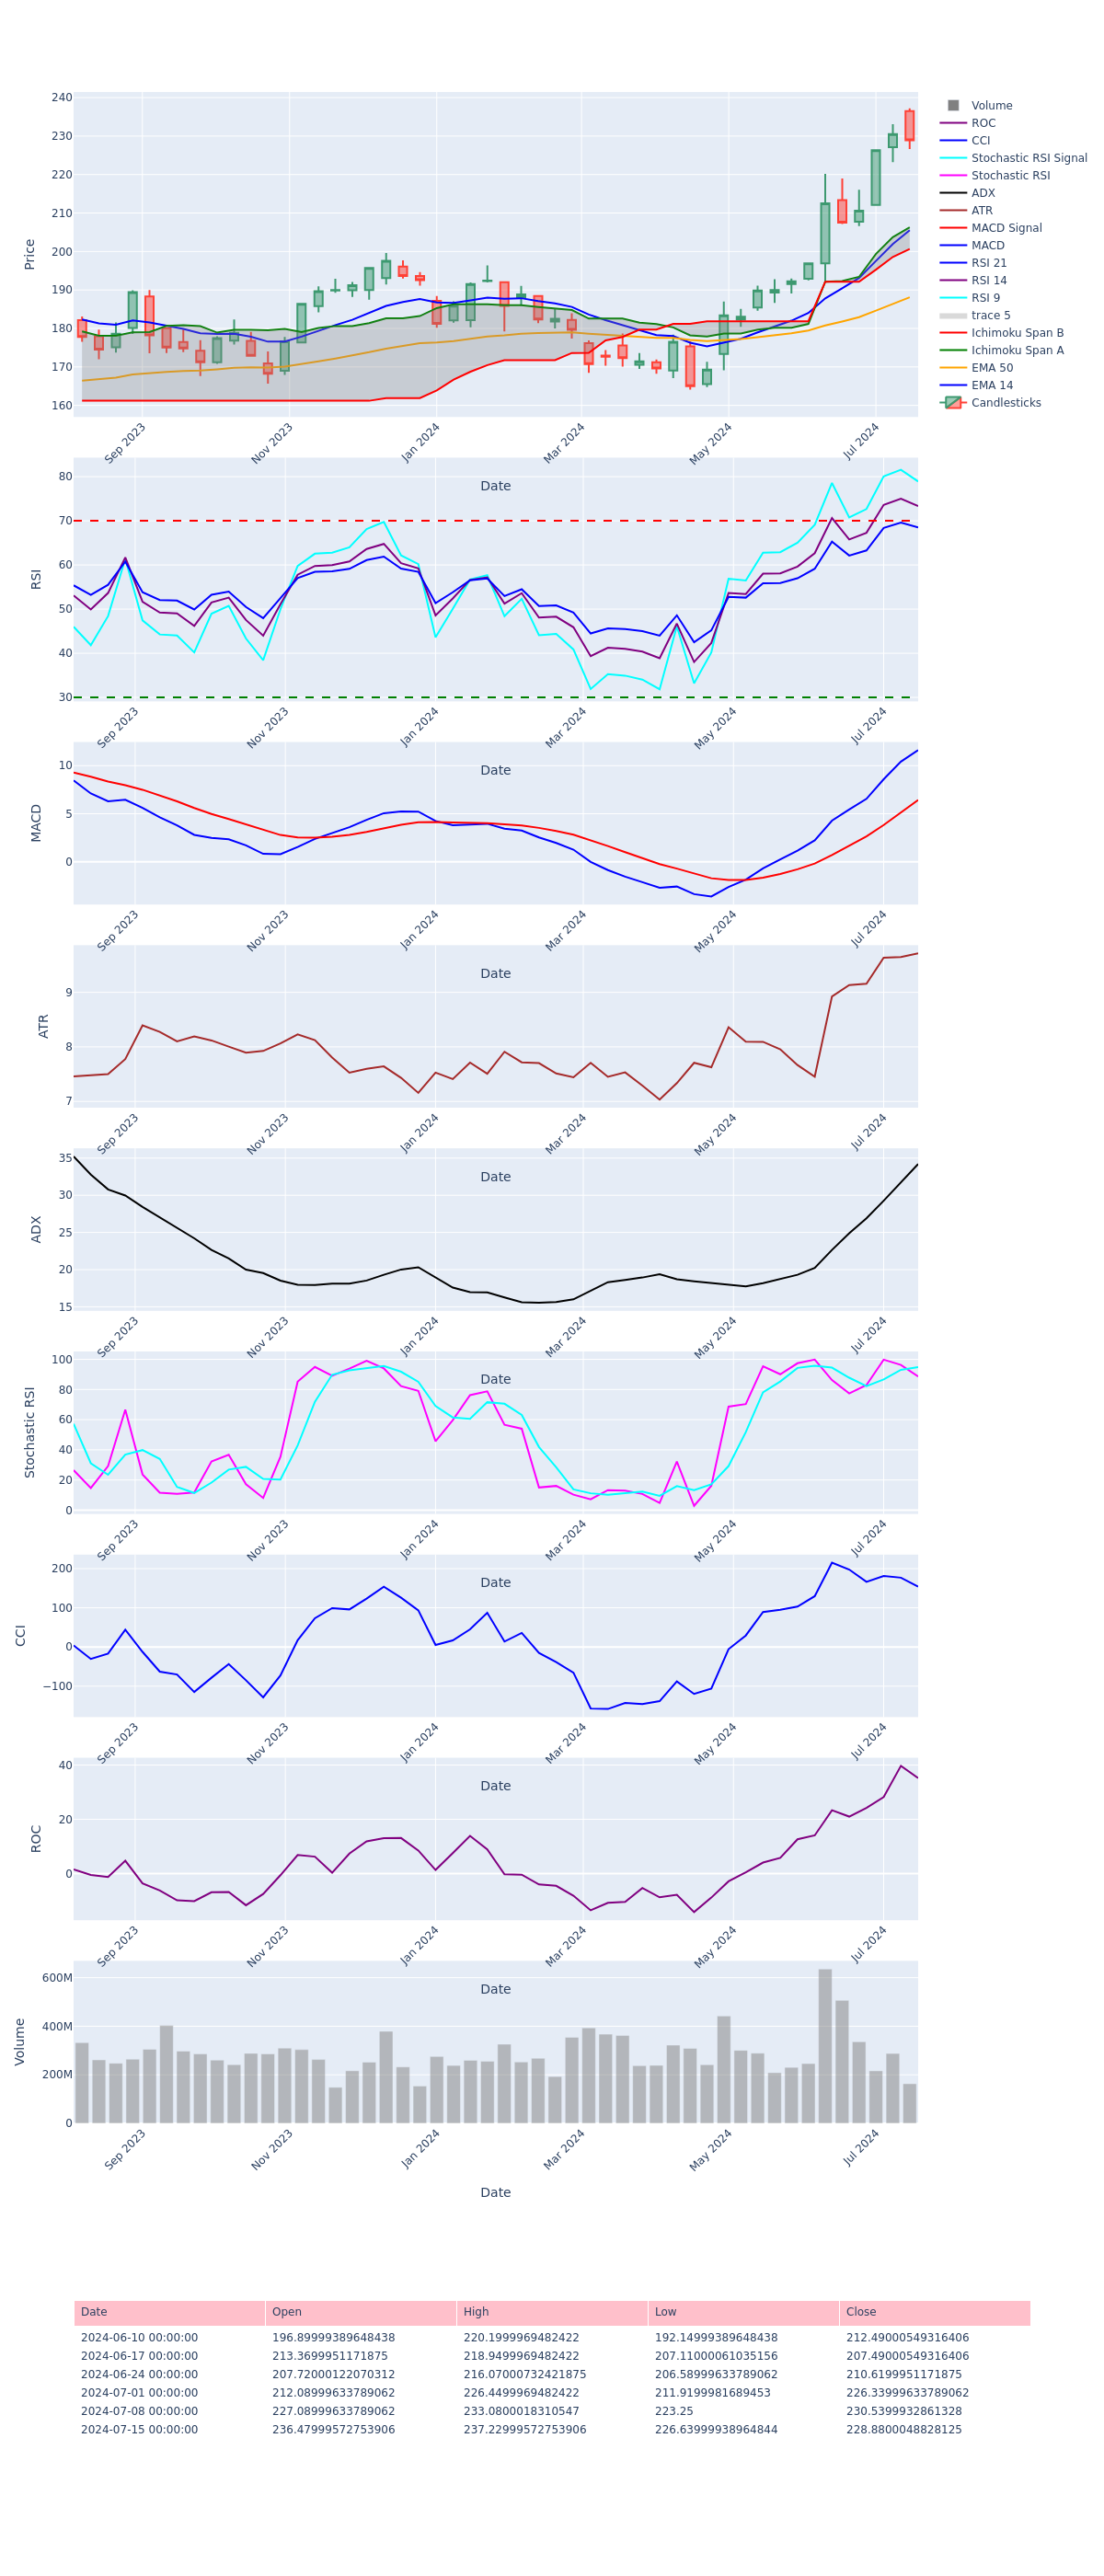 240
230
220
210
200
190
180
170
160
Price
Sep 2023
Nov 2023
Jan 2024
Mar 2024
May 2024
Jul 2024
Date
Volume
ROC
CCI
Stochastic RSI Signal
Stochastic RSI
ADX
ATR
MACD Signal
MACD
RSI 21
RSI 14
RSI 9
trace 5
Ichimoku Span B
Ichimoku Span A
EMA 50
EMA 14
Candlesticks
80
70
60
50
40
30
RSI
Sep 2023
Nov 2023
Jan 2024
Mar 2024
May 2024
Jul 2024
Date
10
5
0
MACD
Sep 2023
Nov 2023
Jan 2024
Mar 2024
May 2024
Jul 2024
Date
9
8
7
ATR
Sep 2023
Nov 2023
Jan 2024
Mar 2024
May 2024
Jul 2024
Date
35
30
25
20
15
ADX
Sep 2023
Nov 2023
Jan 2024
Mar 2024
May 2024
Jul 2024
Date
100
80
60
40
20
0
Stochastic RSI
Sep 2023
Nov 2023
Jan 2024
Mar 2024
May 2024
Jul 2024
Date
200
100
0
−100
CCI
Sep 2023
Nov 2023
Jan 2024
Mar 2024
May 2024
Jul 2024
Date
40
20
0
ROC
Sep 2023
Nov 2023
Jan 2024
Mar 2024
May 2024
Jul 2024
Date
600M
400M
200M
0
Volume
Sep 2023
Nov 2023
Jan 2024
Mar 2024
May 2024
Jul 2024
Date
Date Open High Low Close
2024-06-10 00:00:00 196.89999389648438 220.1999969482422 192.14999389648438 212.49000549316406
2024-06-17 00:00:00 213.3699951171875 218.9499969482422 207.11000061035156 207.49000549316406
2024-06-24 00:00:00 207.72000122070312 216.07000732421875 206.58999633789062 210.6199951171875
2024-07-01 00:00:00 212.08999633789062 226.4499969482422 211.9199981689453 226.33999633789062
2024-07-08 00:00:00 227.08999633789062 233.0800018310547 223.25 230.5399932861328
2024-07-15 00:00:00 236.47999572753906 237.22999572753906 226.63999938964844 228.8800048828125